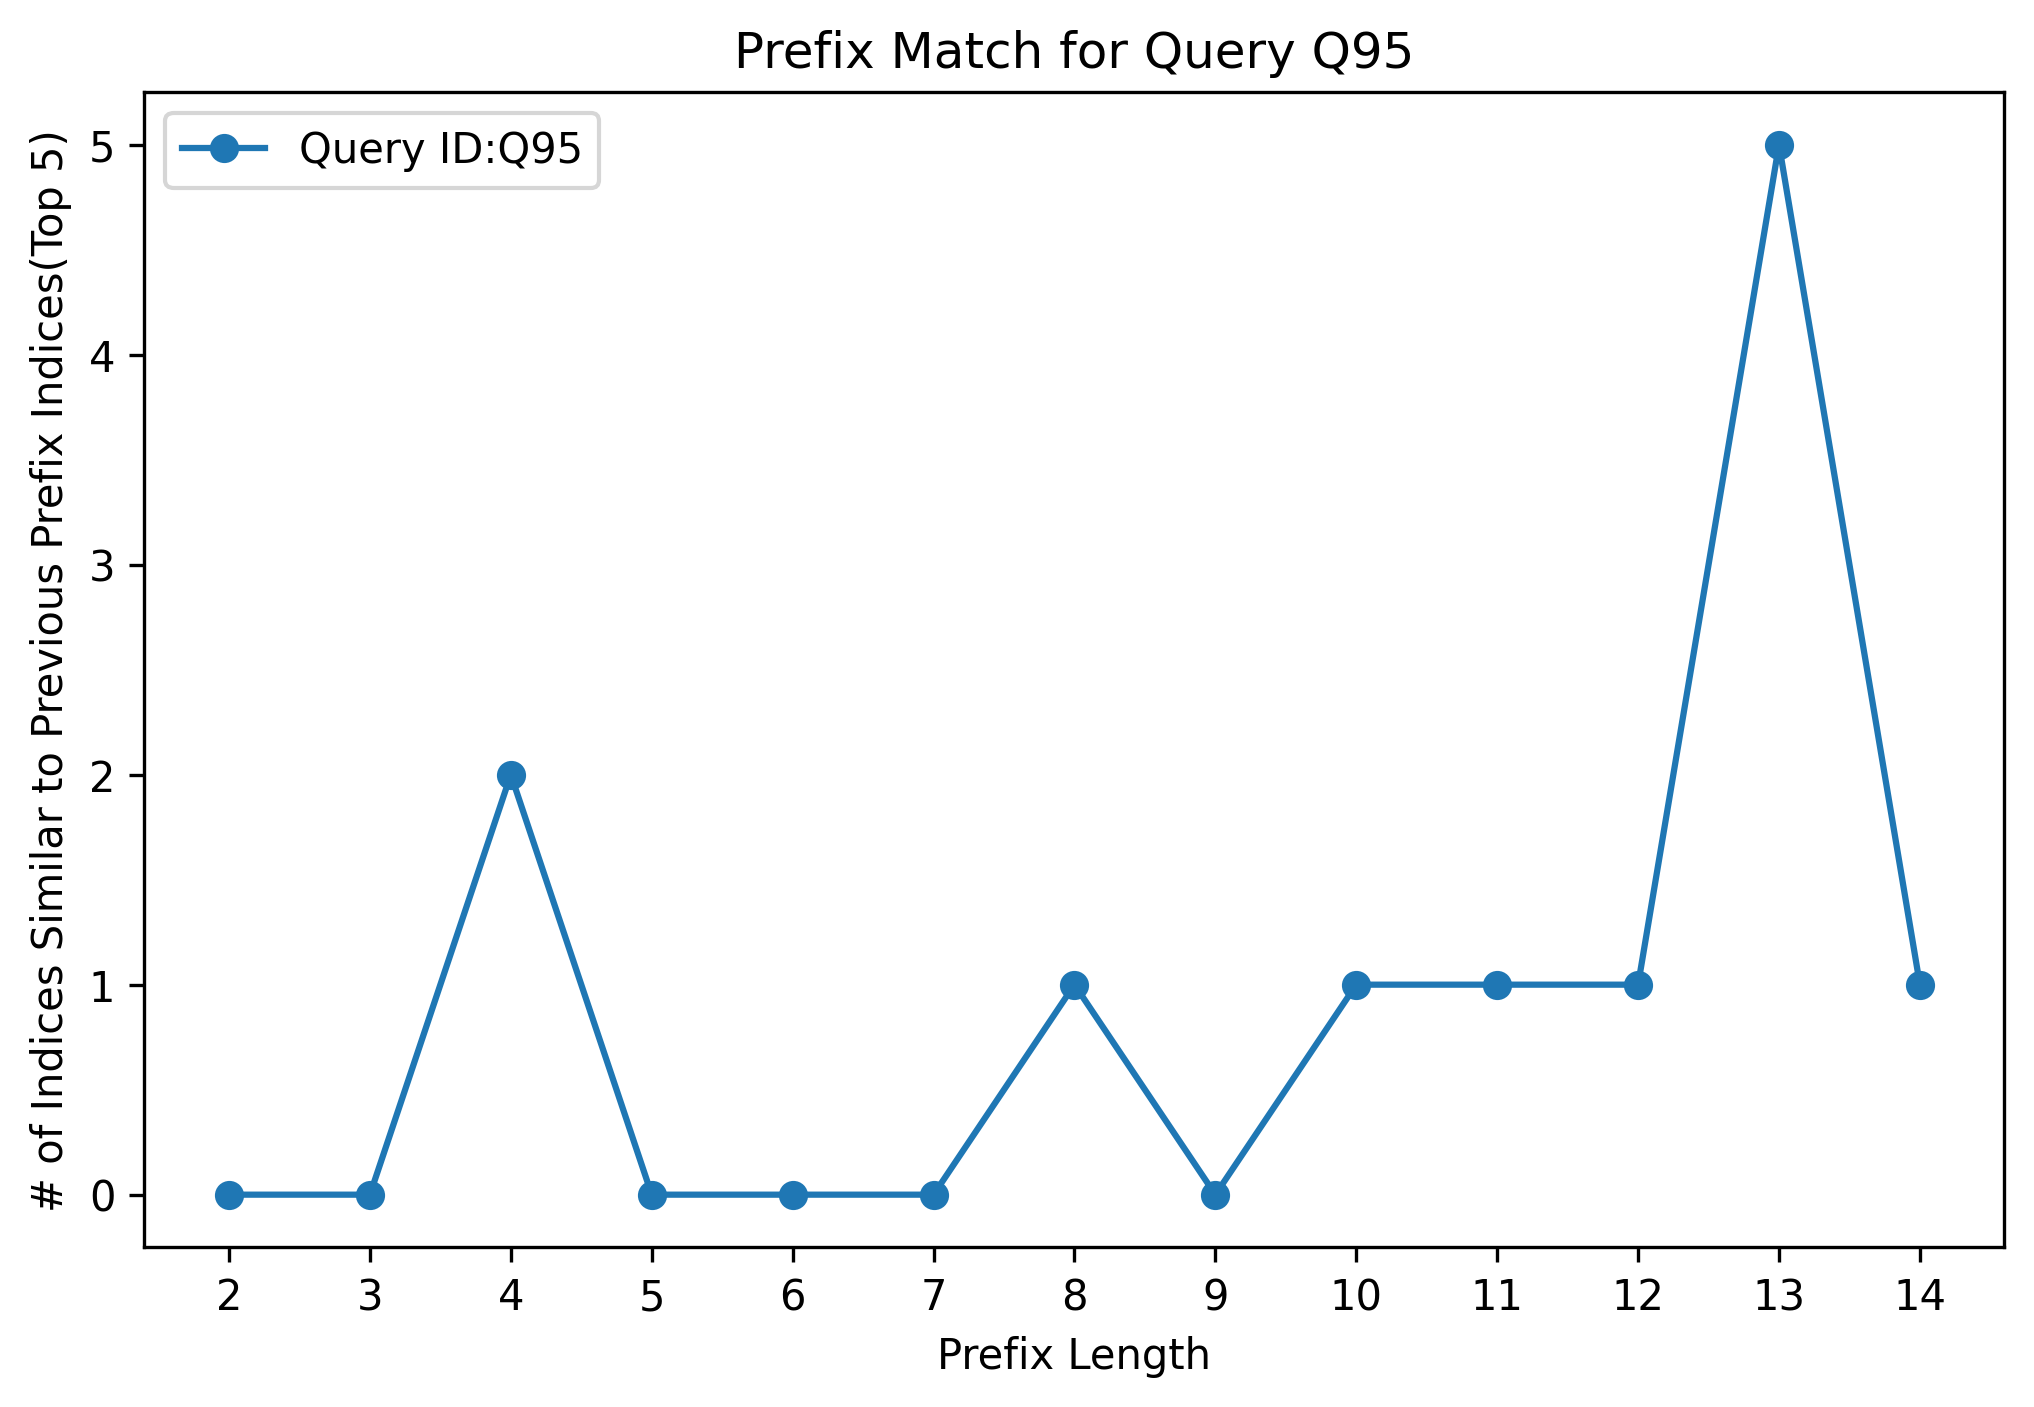 Prefix Match for Query Q95
Query ID:Q95
# of Indices Similar to Previous Prefix Indices(Top 5)
5
4
3
2
1
0
2 3 4 5 6 7 8 9 10 11 12 13 14
Prefix Length